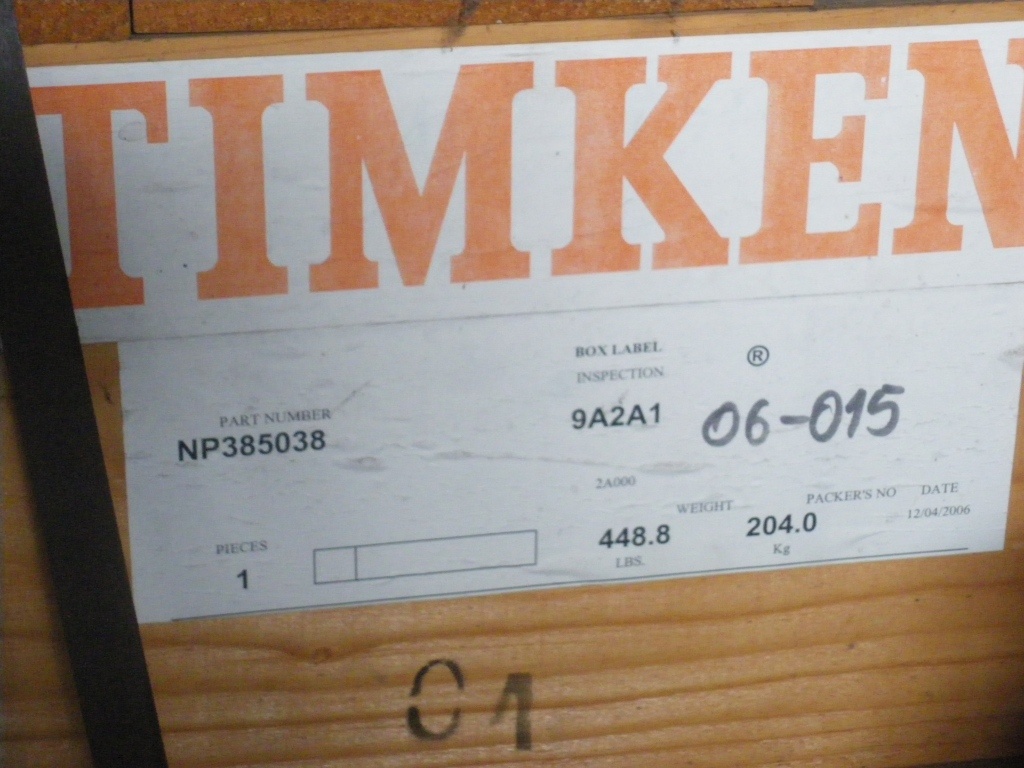 TIMKEN
BOX LABEL ®
INSPECTION
PART NUMBER 9A2A1 06-015
NP385038
2A000
WEIGHT PACKER'S NO DATE
PIECES 448.8 204.0 12/04/2006
1 LBS. Kg
01